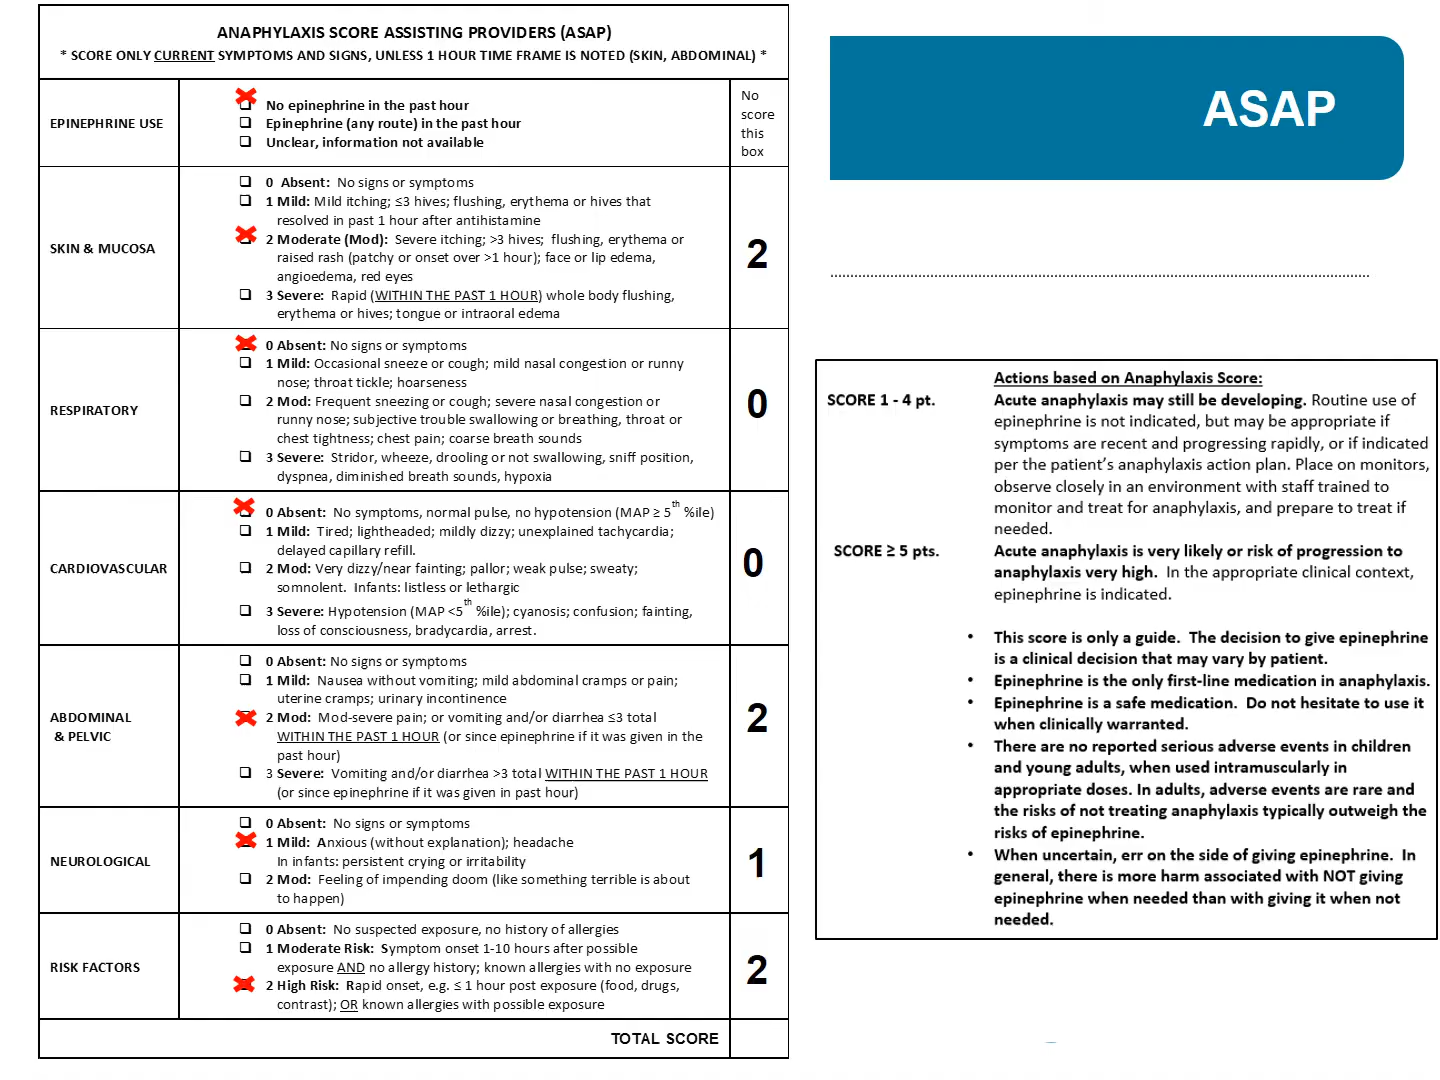 ANAPHYLAXIS SCORE ASSISTING PROVIDERS (ASAP)
* SCORE ONLY CURRENT SYMPTOMS AND SIGNS, UNLESS 1 HOUR TIME FRAME IS NOTED (SKIN, ABDOMINAL) *
EPINEPHRINE USE
No epinephrine in the past hour
Epinephrine (any route) in the past hour
Unclear, information not available
No
score
this
box
SKIN & MUCOSA
0 Absent: No signs or symptoms
1 Mild: Mild itching; ≤3 hives; flushing, erythema or hives that
resolved in past 1 hour after antihistamine
2 Moderate (Mod): Severe itching; >3 hives; flushing, erythema or
raised rash (patchy or onset over >1 hour); face or lip edema,
angioedema, red eyes
3 Severe: Rapid (WITHIN THE PAST 1 HOUR) whole body flushing,
erythema or hives; tongue or intraoral edema
2
RESPIRATORY
0 Absent: No signs or symptoms
1 Mild: Occasional sneeze or cough; mild nasal congestion or runny
nose; throat tickle; hoarseness
2 Mod: Frequent sneezing or cough; severe nasal congestion or
runny nose; subjective trouble swallowing or breathing, throat or
chest tightness; chest pain; coarse breath sounds
3 Severe: Stridor, wheeze, drooling or not swallowing, sniff position,
dyspnea, diminished breath sounds, hypoxia
0
CARDIOVASCULAR
0 Absent: No symptoms, normal pulse, no hypotension (MAP ≥ 5th %ile)
1 Mild: Tired; lightheaded; mildly dizzy; unexplained tachycardia;
delayed capillary refill.
2 Mod: Very dizzy/near fainting; pallor; weak pulse; sweaty;
somnolent. Infants: listless or lethargic
3 Severe: Hypotension (MAP <5th %ile); cyanosis; confusion; fainting,
loss of consciousness, bradycardia, arrest.
0
ABDOMINAL
& PELVIC
0 Absent: No signs or symptoms
1 Mild: Nausea without vomiting; mild abdominal cramps or pain;
uterine cramps; urinary incontinence
2 Mod: Mod-severe pain; or vomiting and/or diarrhea ≤3 total
WITHIN THE PAST 1 HOUR (or since epinephrine if it was given in the
past hour)
3 Severe: Vomiting and/or diarrhea >3 total WITHIN THE PAST 1 HOUR
(or since epinephrine if it was given in past hour)
2
NEUROLOGICAL
0 Absent: No signs or symptoms
1 Mild: Anxious (without explanation); headache
In infants: persistent crying or irritability
2 Mod: Feeling of impending doom (like something terrible is about
to happen)
1
RISK FACTORS
0 Absent: No suspected exposure, no history of allergies
1 Moderate Risk: Symptom onset 1-10 hours after possible
exposure AND no allergy history; known allergies with no exposure
2 High Risk: Rapid onset, e.g. ≤ 1 hour post exposure (food, drugs,
contrast); OR known allergies with possible exposure
2
TOTAL SCORE
ASAP
Actions based on Anaphylaxis Score:
SCORE 1 - 4 pt. Acute anaphylaxis may still be developing. Routine use of
epinephrine is not indicated, but may be appropriate if
symptoms are recent and progressing rapidly, or if indicated
per the patient's anaphylaxis action plan. Place on monitors,
observe closely in an environment with staff trained to
monitor and treat for anaphylaxis, and prepare to treat if
needed.
SCORE ≥ 5 pts. Acute anaphylaxis is very likely or risk of progression to
anaphylaxis very high. In the appropriate clinical context,
epinephrine is indicated.
• This score is only a guide. The decision to give epinephrine
is a clinical decision that may vary by patient.
• Epinephrine is the only first-line medication in anaphylaxis.
• Epinephrine is a safe medication. Do not hesitate to use it
when clinically warranted.
• There are no reported serious adverse events in children
and young adults, when used intramuscularly in
appropriate doses. In adults, adverse events are rare and
the risks of not treating anaphylaxis typically outweigh the
risks of epinephrine.
• When uncertain, err on the side of giving epinephrine. In
general, there is more harm associated with NOT giving
epinephrine when needed than with giving it when not
needed.